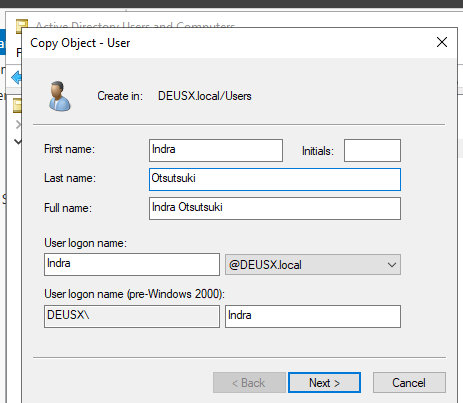 Active Directory Users and Computers
Copy Object - User
Create in: DEUSX.local/Users
First name: Indra Initials:
Last name: Otsutsuki
Full name: Indra Otsutsuki
User logon name:
Indra @DEUSX.local
User logon name (pre-Windows 2000):
DEUSX\ Indra
< Back Next > Cancel